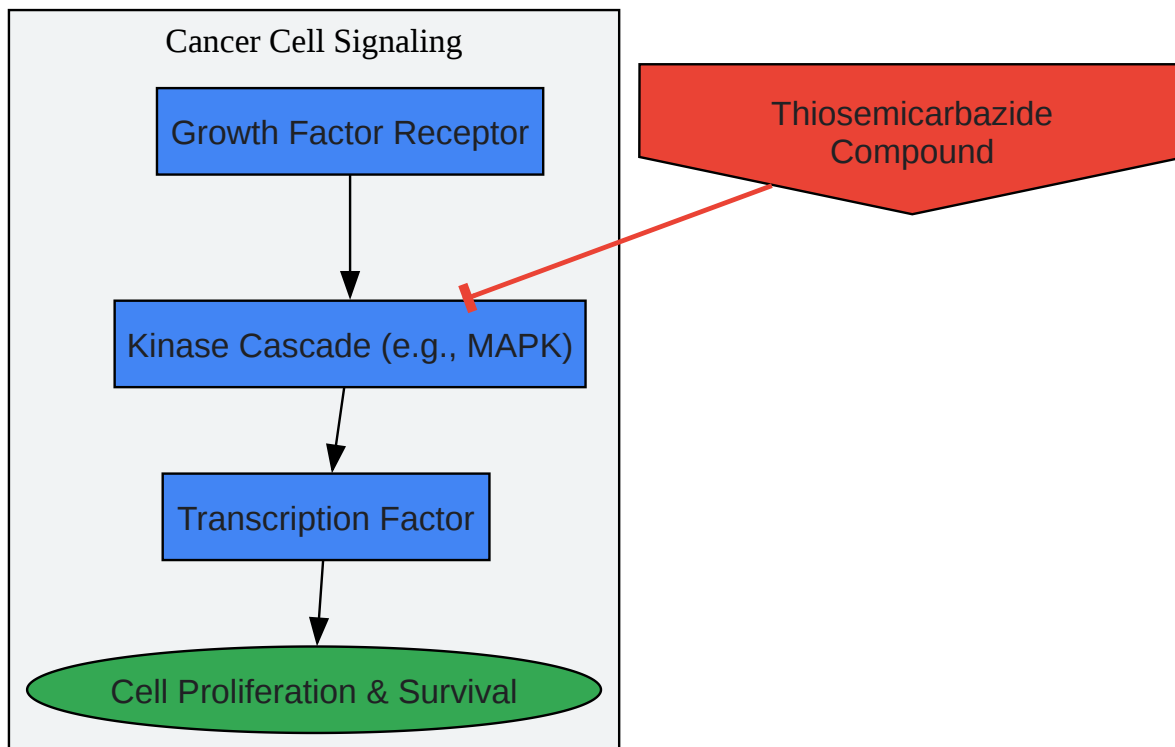 Cancer Cell Signaling
Growth Factor Receptor
Thiosemicarbazide
Compound
Kinase Cascade (e.g., MAPK)
Transcription Factor
Cell Proliferation & Survival